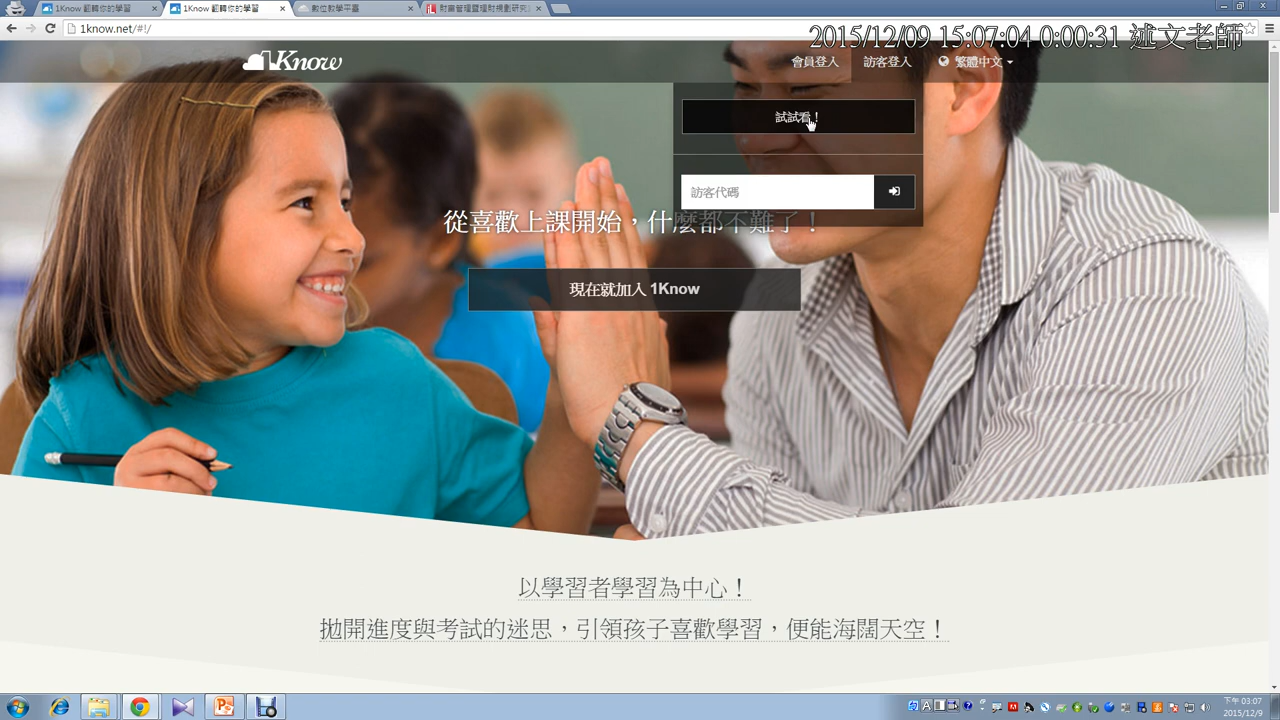 1Know 翻轉你的學習
1Know 翻轉你的學習
數位教學平臺
1know.net/#!/
2015/12/09 15:07:04 0:00:31 述文老師
1Know
會員登入
訪客登入
繁體中文
試試看！
訪客代碼
從喜歡上課開始，什麼都不難了！
現在就加入 1Know
以學習者學習為中心！
拋開進度與考試的迷思，引領孩子喜歡學習，便能海闊天空！
下午 03:07
2015/12/9